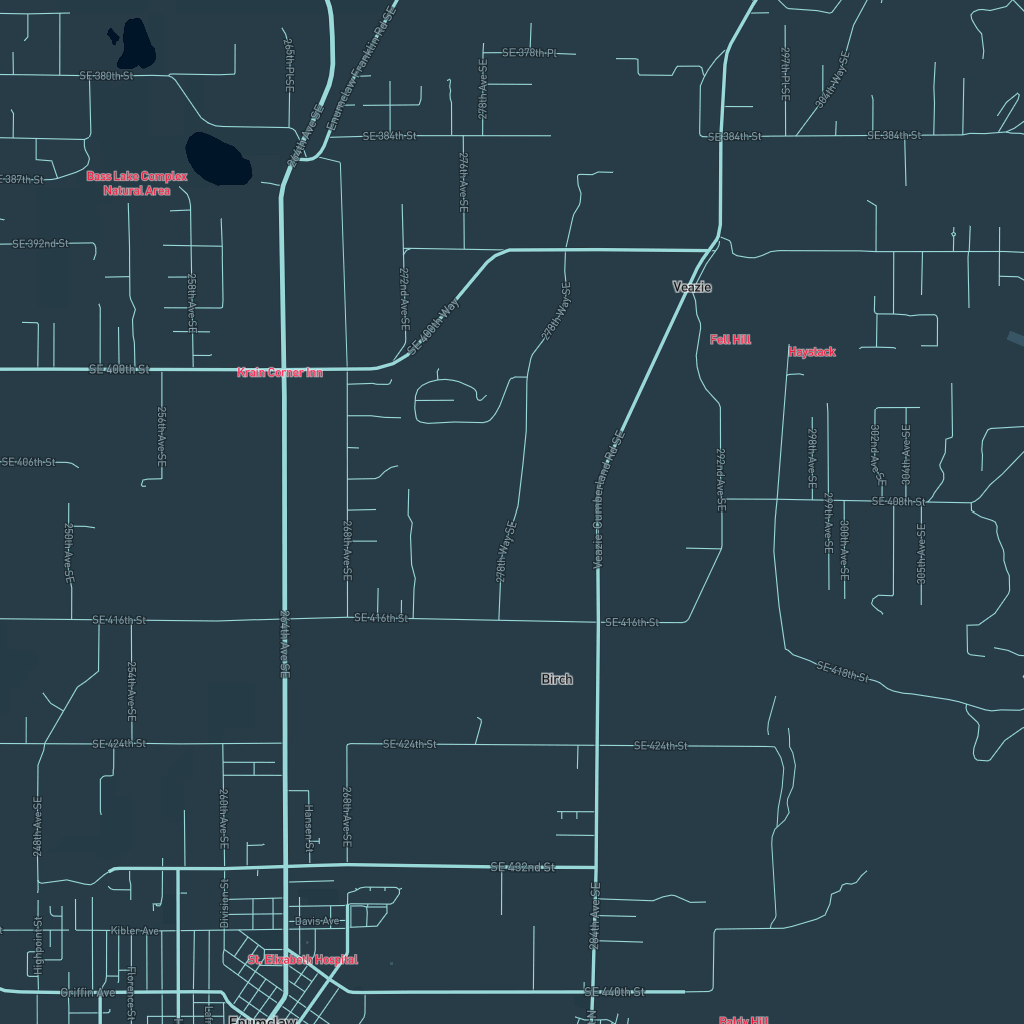 265th Pl SE
Enumclaw-Franklin Rd SE
SE 378th Pl
278th Ave SE
297th Pl SE
304th Way SE
SE 380th St
264th Ave SE
SE 384th St
SE 384th St
SE 384th St
276th Ave SE
SE 387th St
Bass Lake Complex
Natural Area
SE 392nd St
258th Ave SE
272nd Ave SE
SE 400th Way
278th Way SE
Veazie
Fell Hill
Haystack
SE 400th St
Krain Corner Inn
256th Ave SE
SE 406th St
250th Ave SE
268th Ave SE
278th Way SE
Veazie-Cumberland Rd SE
292nd Ave SE
298th Ave SE
299th Ave SE
300th Ave SE
302nd Ave SE
304th Ave SE
SE 408th St
305th Ave SE
SE 416th St
SE 416th St
SE 416th St
264th Ave SE
254th Ave SE
Birch
SE 418th St
SE 424th St
SE 424th St
SE 424th St
248th Ave SE
260th Ave SE
Hansen St
268th Ave SE
SE 432nd St
Division St
Davis Ave
284th Ave SE
Highpoint St
Kibler Ave
St. Elizabeth Hospital
Florence St
Griffin Ave
SE 440th St
Enumclaw
Baldy Hill